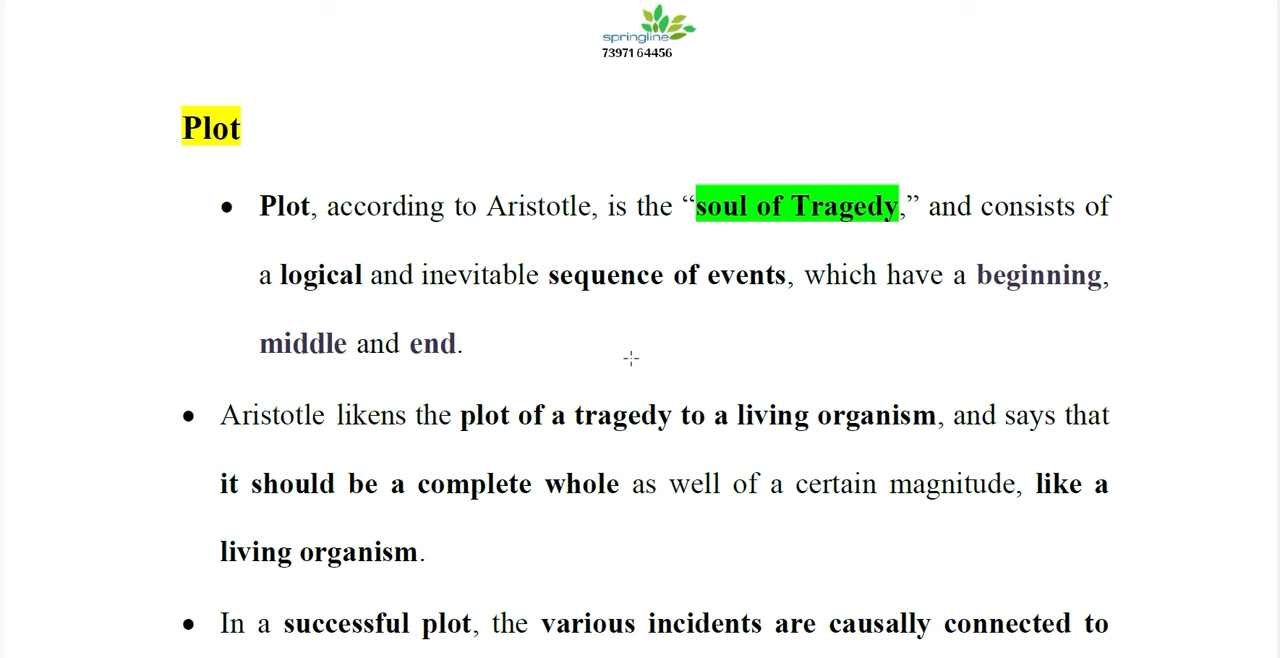 springline
7397164456
Plot
• Plot, according to Aristotle, is the “soul of Tragedy,” and consists of
a logical and inevitable sequence of events, which have a beginning,
middle and end.
• Aristotle likens the plot of a tragedy to a living organism, and says that
it should be a complete whole as well of a certain magnitude, like a
living organism.
• In a successful plot, the various incidents are causally connected to